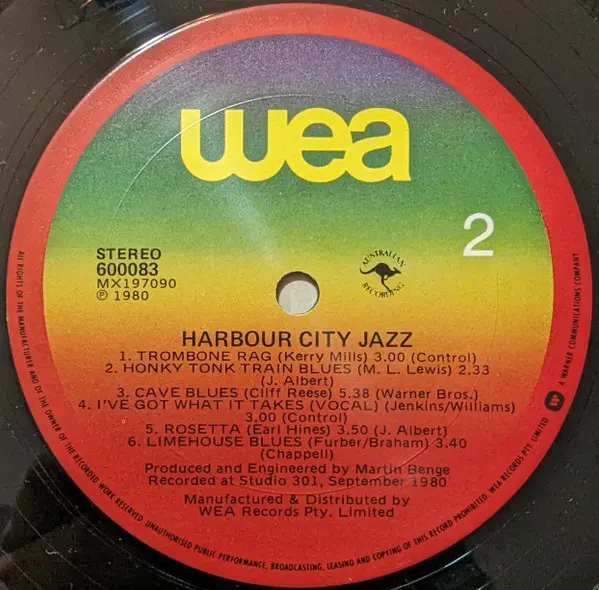 wea
2
STEREO
600083
MX197090
℗ 1980
AUSTRALIAN
RECORDING
HARBOUR CITY JAZZ
1. TROMBONE RAG (Kerry Mills) 3.00 (Control)
2. HONKY TONK TRAIN BLUES (M. L. Lewis) 2.33
(J. Albert)
3. CAVE BLUES (Cliff Reese) 5.38 (Warner Bros.)
4. I'VE GOT WHAT IT TAKES (VOCAL) (Jenkins/Williams)
3.00 (Control)
5. ROSETTA (Earl Hines) 3.50 (J. Albert)
6. LIMEHOUSE BLUES (Furber/Braham) 3.40
(Chappell)
Produced and Engineered by Martin Benge
Recorded at Studio 301, September 1980
Manufactured & Distributed by
WEA Records Pty. Limited
ALL RIGHTS OF THE MANUFACTURER AND OF THE OWNER OF THE RECORDED WORK RESERVED. UNAUTHORISED PUBLIC PERFORMANCE, BROADCASTING, LEASING AND COPYING OF THIS RECORD PROHIBITED. WEA RECORDS PTY. LIMITED
A WARNER COMMUNICATIONS COMPANY.